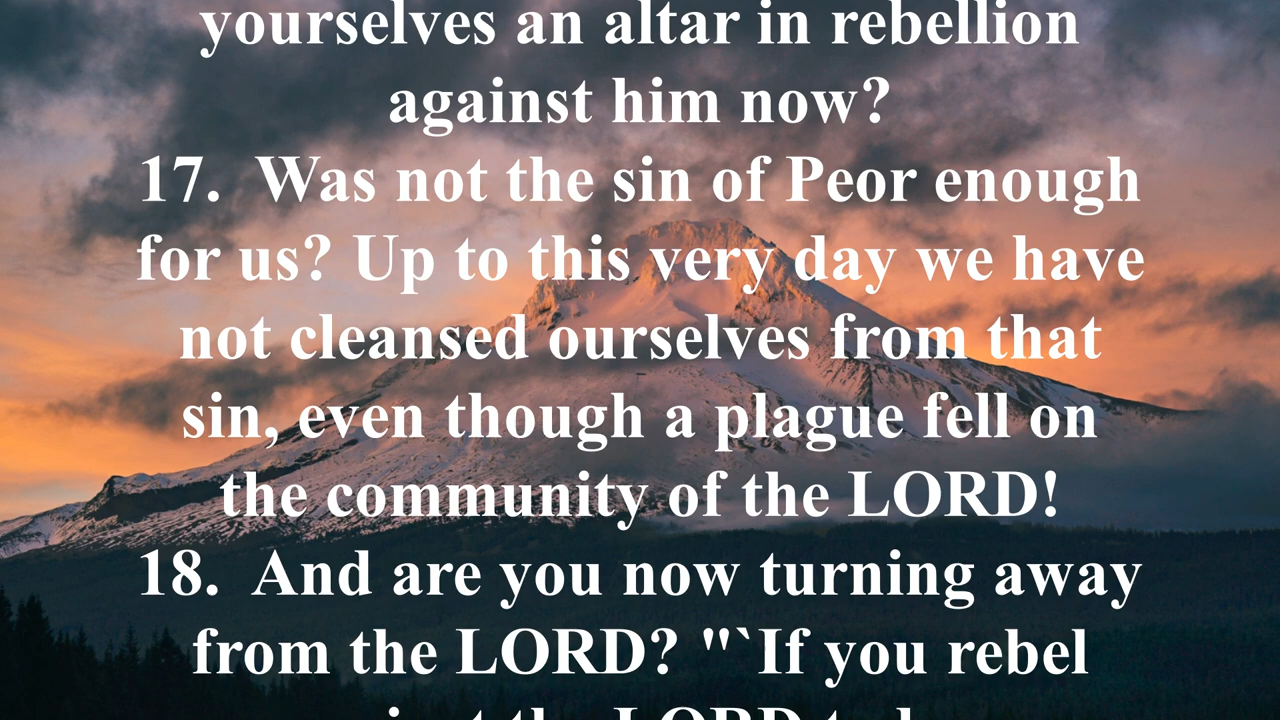 yourselves an altar in rebellion
against him now?
17.  Was not the sin of Peor enough
for us? Up to this very day we have
not cleansed ourselves from that
sin, even though a plague fell on
the community of the LORD!
18.  And are you now turning away
from the LORD? "`If you rebel
the LORD